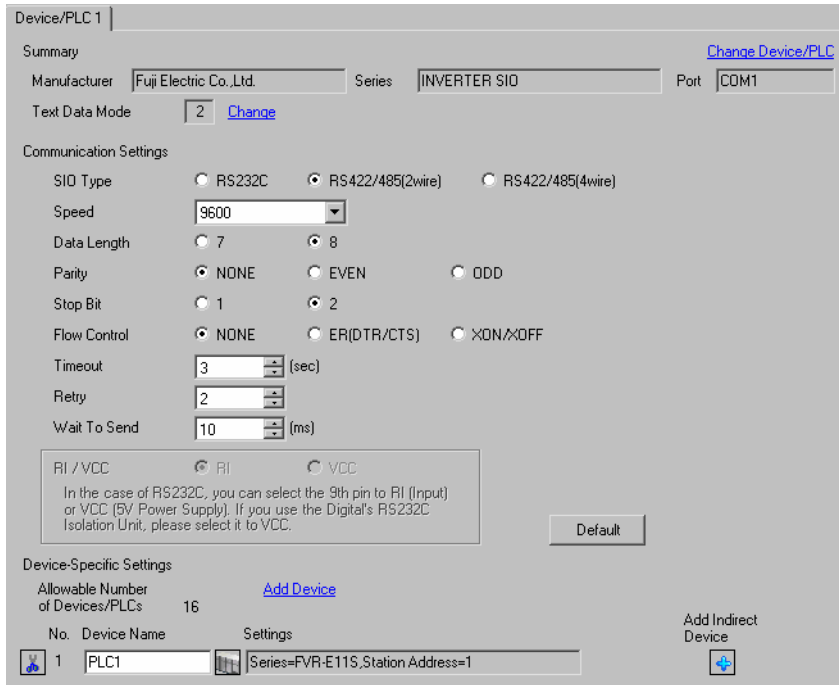 Device/PLC 1
Summary Change Device/PLC
Manufacturer Fuji Electric Co.,Ltd. Series INVERTER SIO Port COM1
Text Data Mode 2 Change
Communication Settings
SIO Type RS232C RS422/485(2wire) RS422/485(4wire)
Speed 9600
Data Length 7 8
Parity NONE EVEN ODD
Stop Bit 1 2
Flow Control NONE ER(DTR/CTS) XON/XOFF
Timeout 3 (sec)
Retry 2
Wait To Send 10 (ms)
RI / VCC RI VCC
In the case of RS232C, you can select the 9th pin to RI (Input)
or VCC (5V Power Supply). If you use the Digital's RS232C
Isolation Unit, please select it to VCC.
Default
Device-Specific Settings
Allowable Number Add Device
of Devices/PLCs 16
Add Indirect
No. Device Name Settings Device
1 PLC1 Series=FVR-E11S,Station Address=1